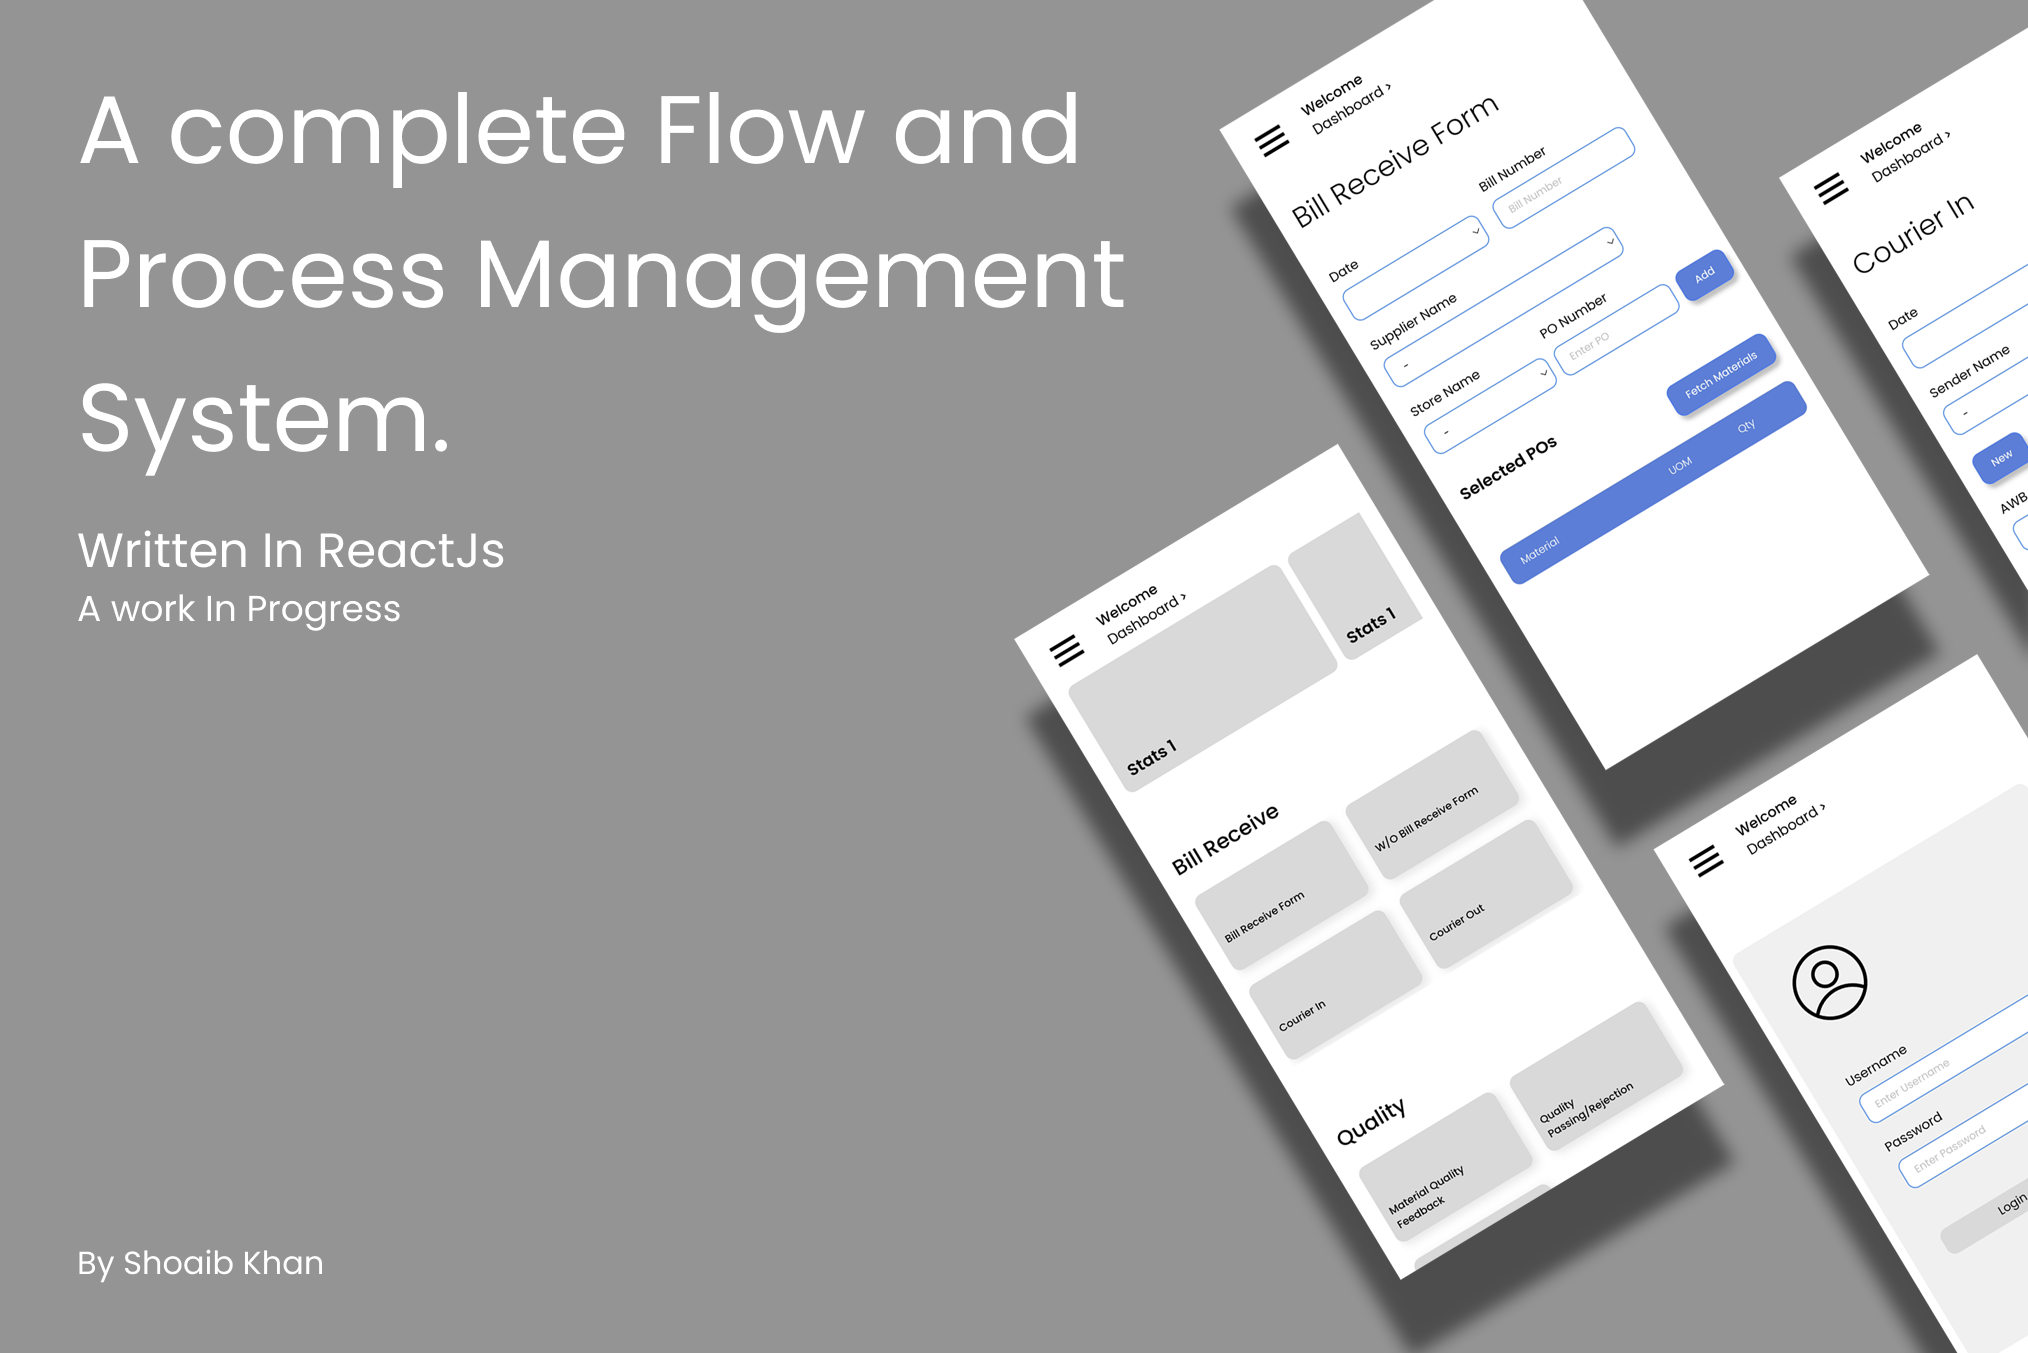 A complete Flow and
Process Management
System.
Written In ReactJs
A work In Progress
By Shoaib Khan
Welcome
Dashboard ›
Bill Receive Form
Date
Bill Number
Bill Number
Supplier Name
-
Store Name
-
PO Number
Enter PO
Add
Fetch Materials
Selected POs
Material UOM Qty
Welcome
Dashboard ›
Courier In
Date
Sender Name
-
New
AWB
Welcome
Dashboard ›
Stats 1
Stats 1
Bill Receive
Bill Receive Form
W/O Bill Receive Form
Courier In
Courier Out
Quality
Material Quality
Feedback
Quality
Passing/Rejection
Welcome
Dashboard ›
Username
Enter Username
Password
Enter Password
Login